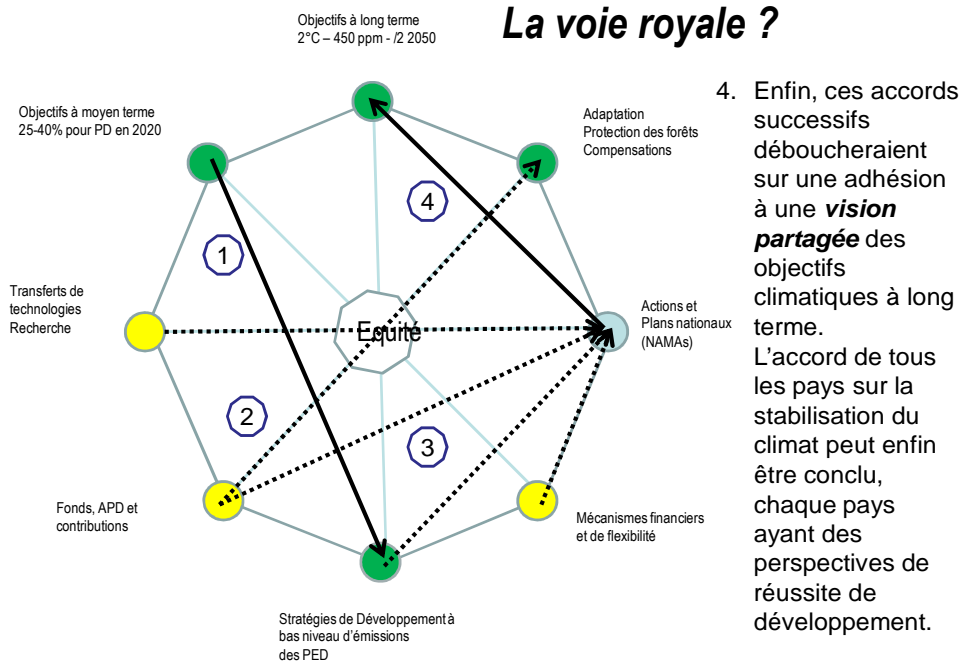 La voie royale ?
Objectifs à long terme
2°C – 450 ppm - /2 2050
Objectifs à moyen terme
25-40% pour PD en 2020
Adaptation
Protection des forêts
Compensations
1
4
Transferts de
technologies
Recherche
Equité
Actions et
Plans nationaux
(NAMAs)
2
3
Fonds, APD et
contributions
Mécanismes financiers
et de flexibilité
Stratégies de Développement à
bas niveau d'émissions
des PED
4. Enfin, ces accords
successifs
déboucheraient
sur une adhésion
à une vision
partagée des
objectifs
climatiques à long
terme.
L'accord de tous
les pays sur la
stabilisation du
climat peut enfin
être conclu,
chaque pays
ayant des
perspectives de
réussite de
développement.